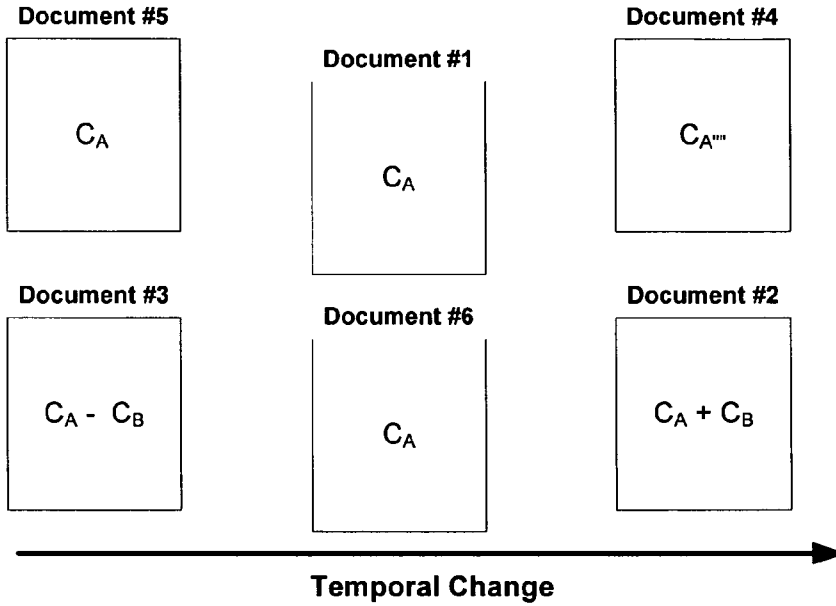 Document #5
Document #1
Document #4
C_A
C_A
C_A''''
Document #3
Document #6
Document #2
C_A - C_B
C_A
C_A + C_B
Temporal Change